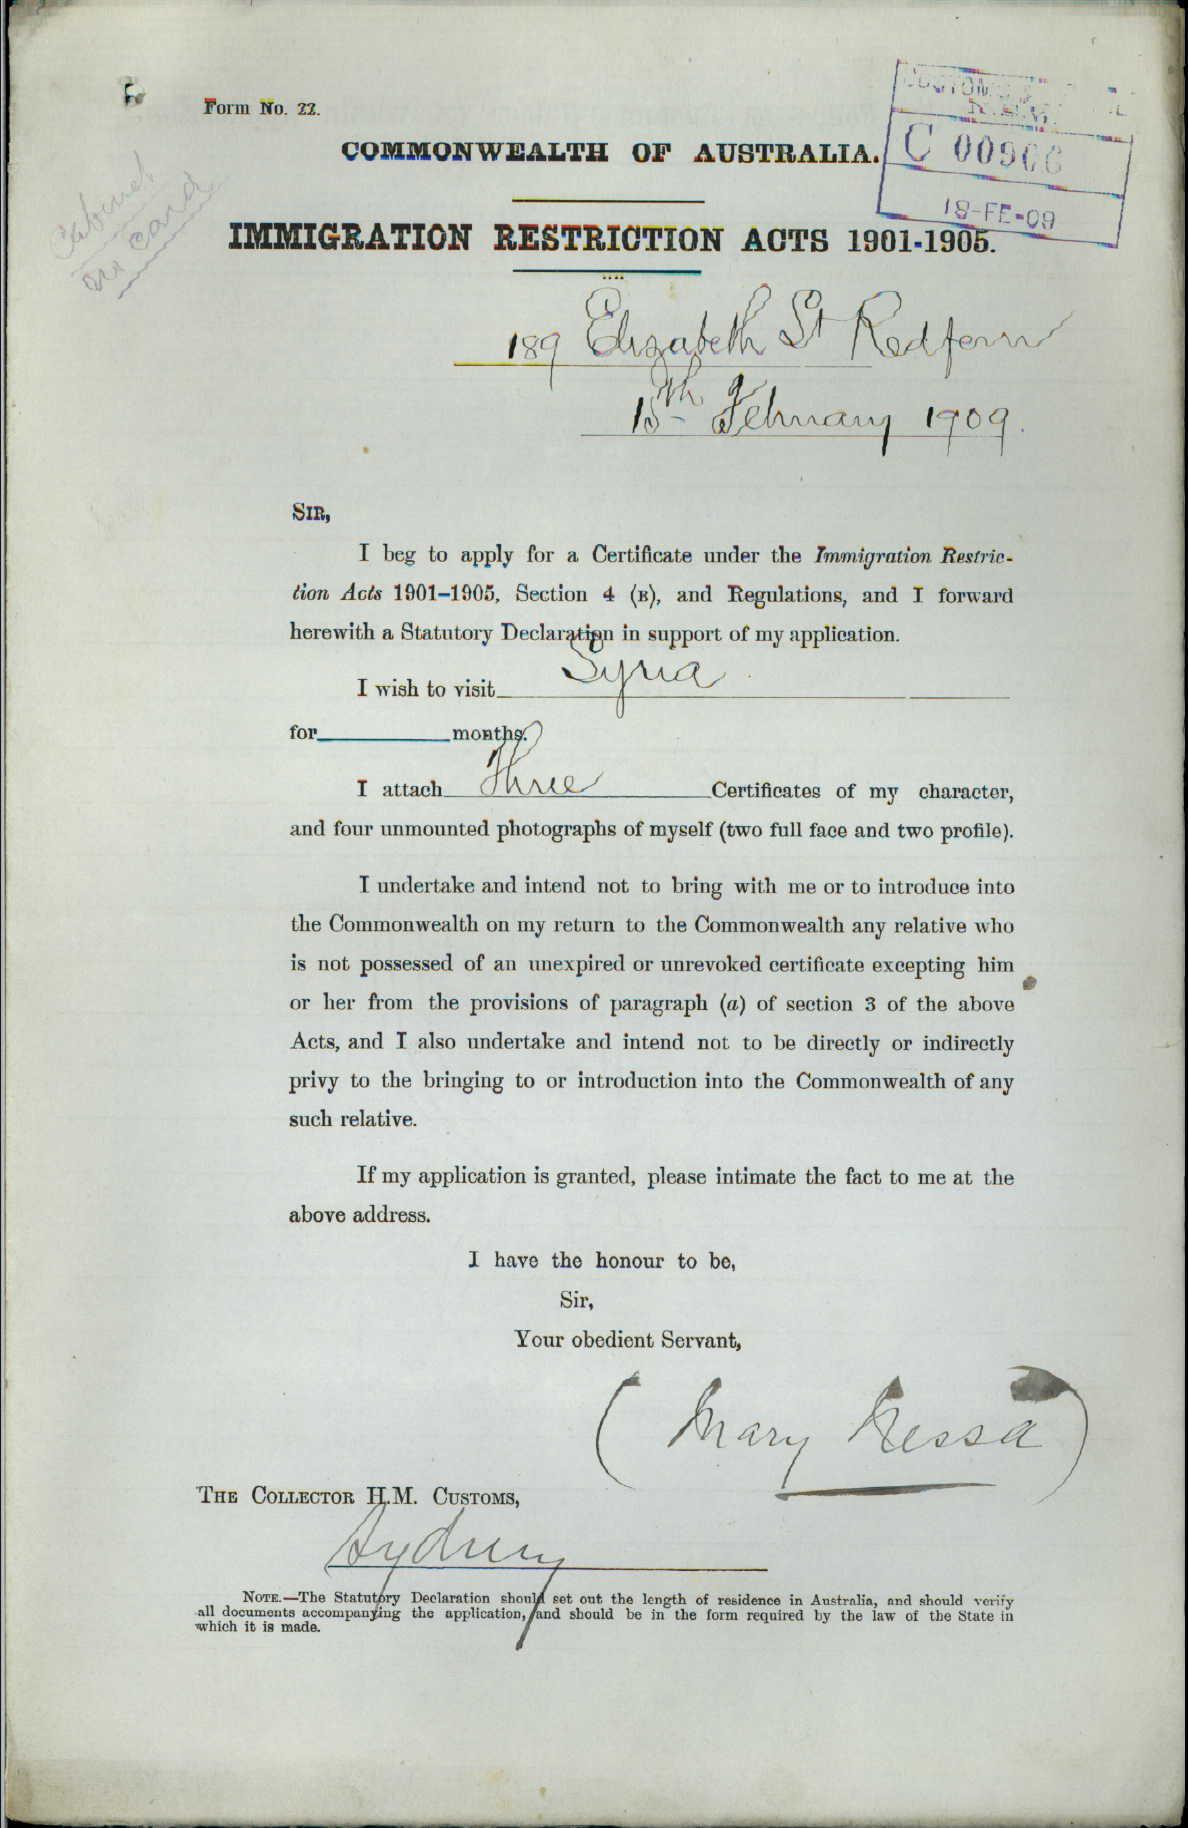 Form No. 22.
COMMONWEALTH OF AUSTRALIA.
C 00906
18-FE-09
IMMIGRATION RESTRICTION ACTS 1901-1905.
card
189 Elizabeth St Redfern
15th February 1909.
SIR,
I beg to apply for a Certificate under the Immigration Restric-
tion Acts 1901-1905, Section 4 (B), and Regulations, and I forward
herewith a Statutory Declaration in support of my application.
I wish to visit Syria
for months.
I attach Three Certificates of my character,
and four unmounted photographs of myself (two full face and two profile).
I undertake and intend not to bring with me or to introduce into
the Commonwealth on my return to the Commonwealth any relative who
is not possessed of an unexpired or unrevoked certificate excepting him
or her from the provisions of paragraph (a) of section 3 of the above
Acts, and I also undertake and intend not to be directly or indirectly
privy to the bringing to or introduction into the Commonwealth of any
such relative.
If my application is granted, please intimate the fact to me at the
above address.
I have the honour to be,
Sir,
Your obedient Servant,
(Mary Nessa)
THE COLLECTOR H.M. CUSTOMS,
Sydney
NOTE.—The Statutory Declaration should set out the length of residence in Australia, and should verify
all documents accompanying the application, and should be in the form required by the law of the State in
which it is made.